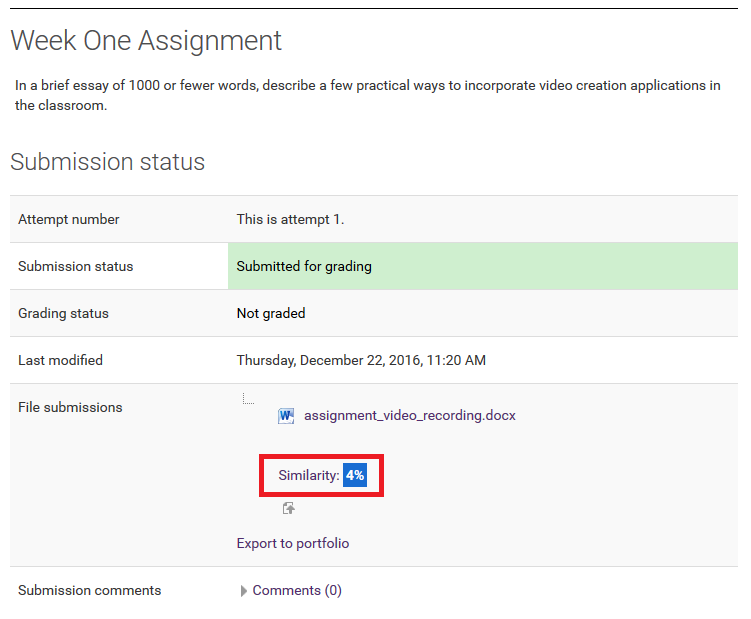 Week One Assignment
In a brief essay of 1000 or fewer words, describe a few practical ways to incorporate video creation applications in
the classroom.
Submission status
Attempt number This is attempt 1.
Submission status Submitted for grading
Grading status Not graded
Last modified Thursday, December 22, 2016, 11:20 AM
File submissions
W assignment_video_recording.docx
Similarity: 4%
Export to portfolio
Submission comments Comments (0)